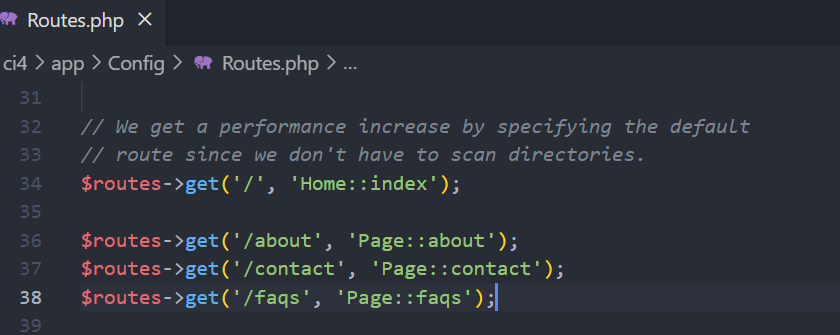 Routes.php ×
ci4 > app > Config > Routes.php > ...
31
32 // We get a performance increase by specifying the default
33 // route since we don't have to scan directories.
34 $routes->get('/', 'Home::index');
35
36 $routes->get('/about', 'Page::about');
37 $routes->get('/contact', 'Page::contact');
38 $routes->get('/faqs', 'Page::faqs');
39